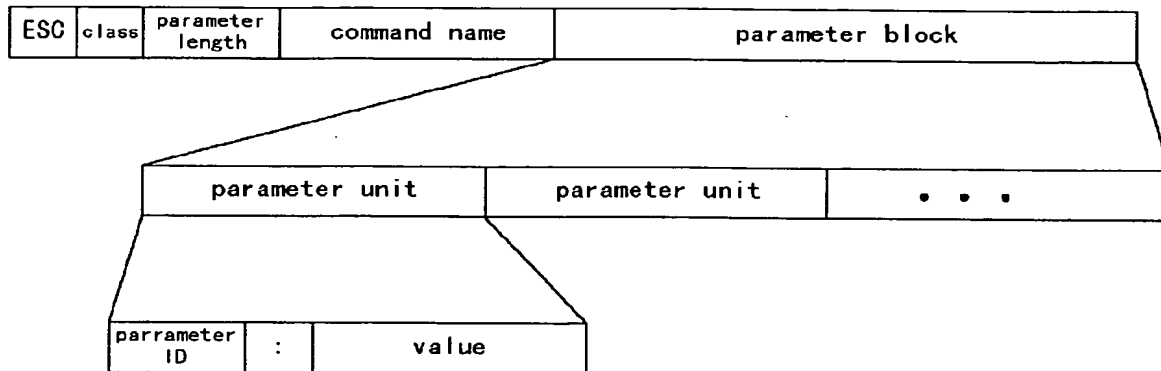 ESC class parameter length command name parameter block
parameter unit parameter unit • • •
parrameter ID : value